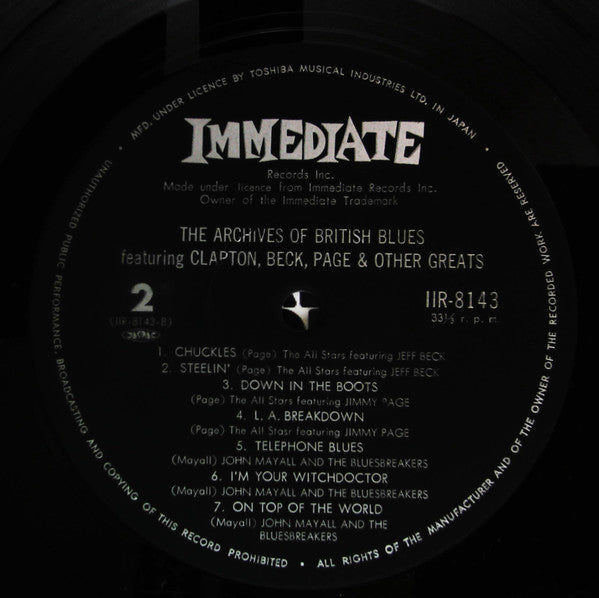 • MFD. UNDER LICENCE BY TOSHIBA MUSICAL INDUSTRIES LTD. IN JAPAN •
IMMEDIATE
Records Inc.
Made under licence from Immediate Records Inc.
Owner of the Immediate Trademark
THE ARCHIVES OF BRITISH BLUES
featuring CLAPTON, BECK, PAGE & OTHER GREATS
2
(IIR-8143-B)
IIR-8143
33⅓ r. p. m.
1. CHUCKLES (Page) The All Stars featuring JEFF BECK
2. STEELIN' (Page) The All Stars featuring JEFF BECK
3. DOWN IN THE BOOTS
(Page) The All Stars featuring JIMMY PAGE
4. L. A. BREAKDOWN
(Page) The All Stasr featuring JIMMY PAGE
5. TELEPHONE BLUES
(Mayall) JOHN MAYALL AND THE BLUESBREAKERS
6. I'M YOUR WITCHDOCTOR
(Mayall) JOHN MAYALL AND THE BLUESBREAKERS
7. ON TOP OF THE WORLD
(Mayall) JOHN MAYALL AND THE
BLUESBREAKERS
UNAUTHORIZED PUBLIC PERFORMANCE, BROADCASTING AND COPYING OF THIS RECORD PROHIBITED • ALL RIGHTS OF THE MANUFACTURER AND OF THE OWNER OF THE RECORDED WORK ARE RESERVED